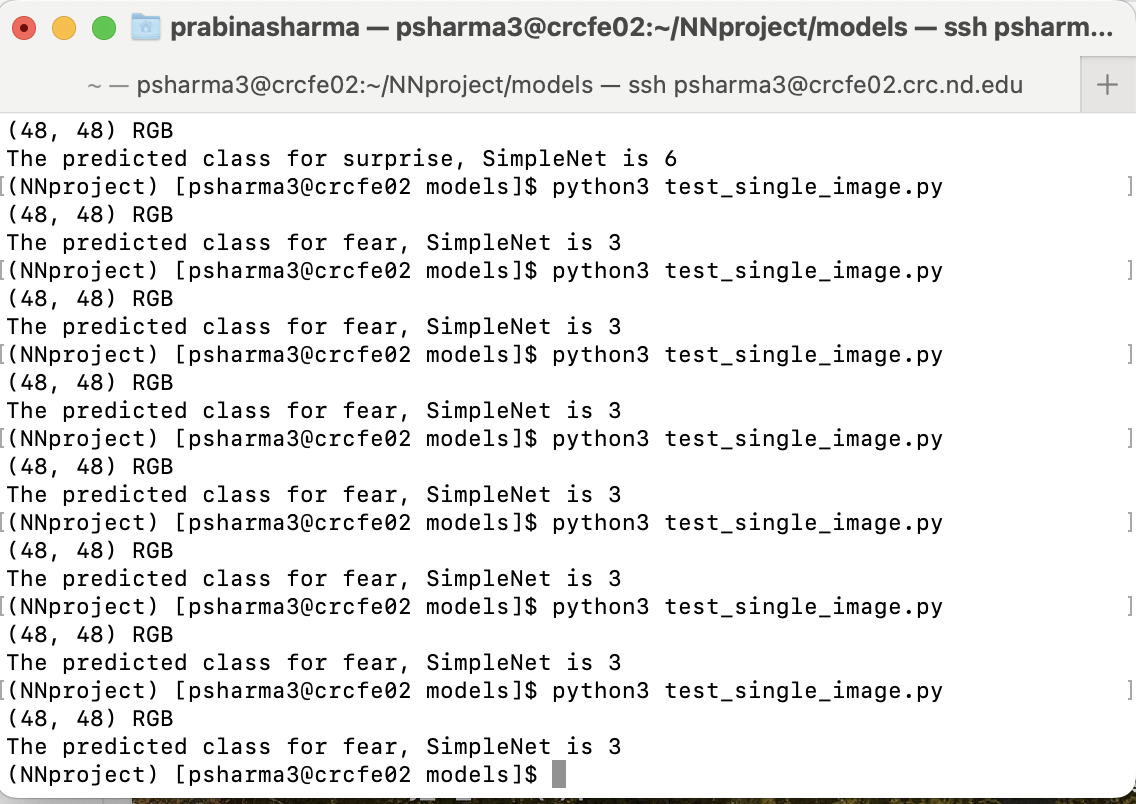 prabinasharma — psharma3@crcfe02:~/NNproject/models — ssh psharm...
~ — psharma3@crcfe02:~/NNproject/models — ssh psharma3@crcfe02.crc.nd.edu +
(48, 48) RGB
The predicted class for surprise, SimpleNet is 6
[(NNproject) [psharma3@crcfe02 models]$ python3 test_single_image.py ]
(48, 48) RGB
The predicted class for fear, SimpleNet is 3
[(NNproject) [psharma3@crcfe02 models]$ python3 test_single_image.py ]
(48, 48) RGB
The predicted class for fear, SimpleNet is 3
[(NNproject) [psharma3@crcfe02 models]$ python3 test_single_image.py ]
(48, 48) RGB
The predicted class for fear, SimpleNet is 3
[(NNproject) [psharma3@crcfe02 models]$ python3 test_single_image.py ]
(48, 48) RGB
The predicted class for fear, SimpleNet is 3
[(NNproject) [psharma3@crcfe02 models]$ python3 test_single_image.py ]
(48, 48) RGB
The predicted class for fear, SimpleNet is 3
[(NNproject) [psharma3@crcfe02 models]$ python3 test_single_image.py ]
(48, 48) RGB
The predicted class for fear, SimpleNet is 3
[(NNproject) [psharma3@crcfe02 models]$ python3 test_single_image.py ]
(48, 48) RGB
The predicted class for fear, SimpleNet is 3
(NNproject) [psharma3@crcfe02 models]$